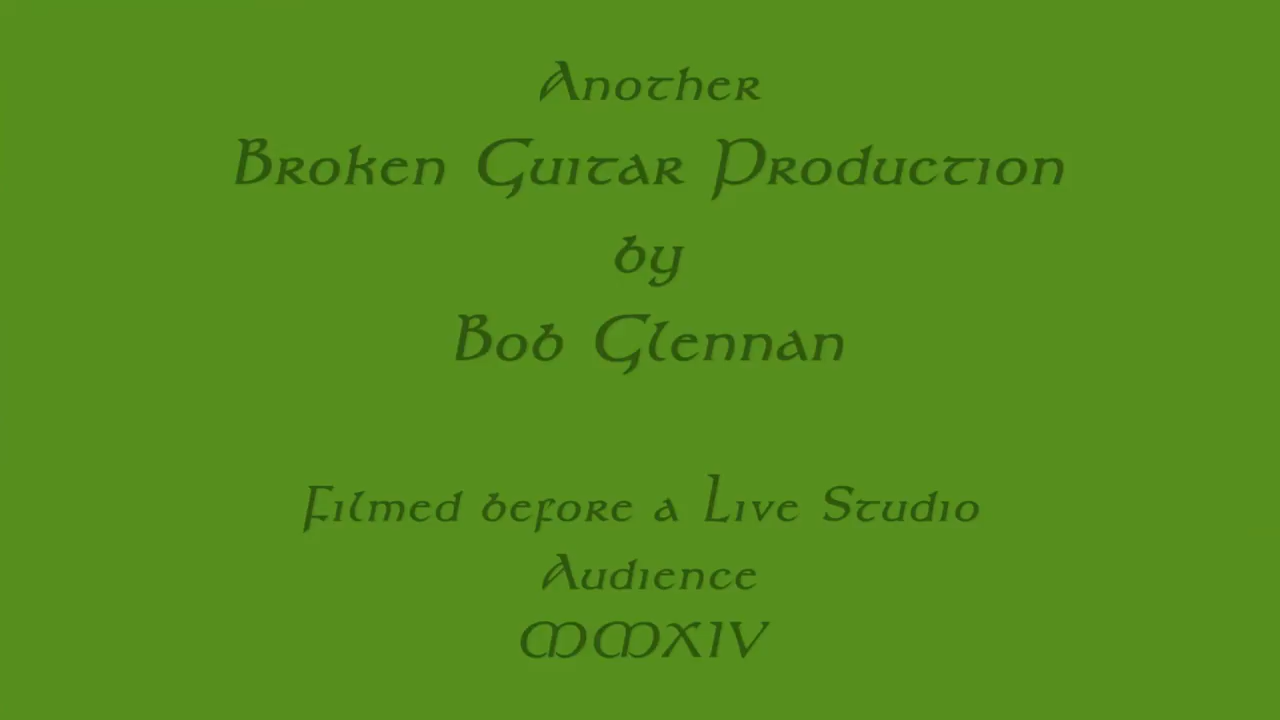 Another
Broken Guitar Production
by
Bob Glennan
Filmed before a Live Studio
Audience
MMXIV